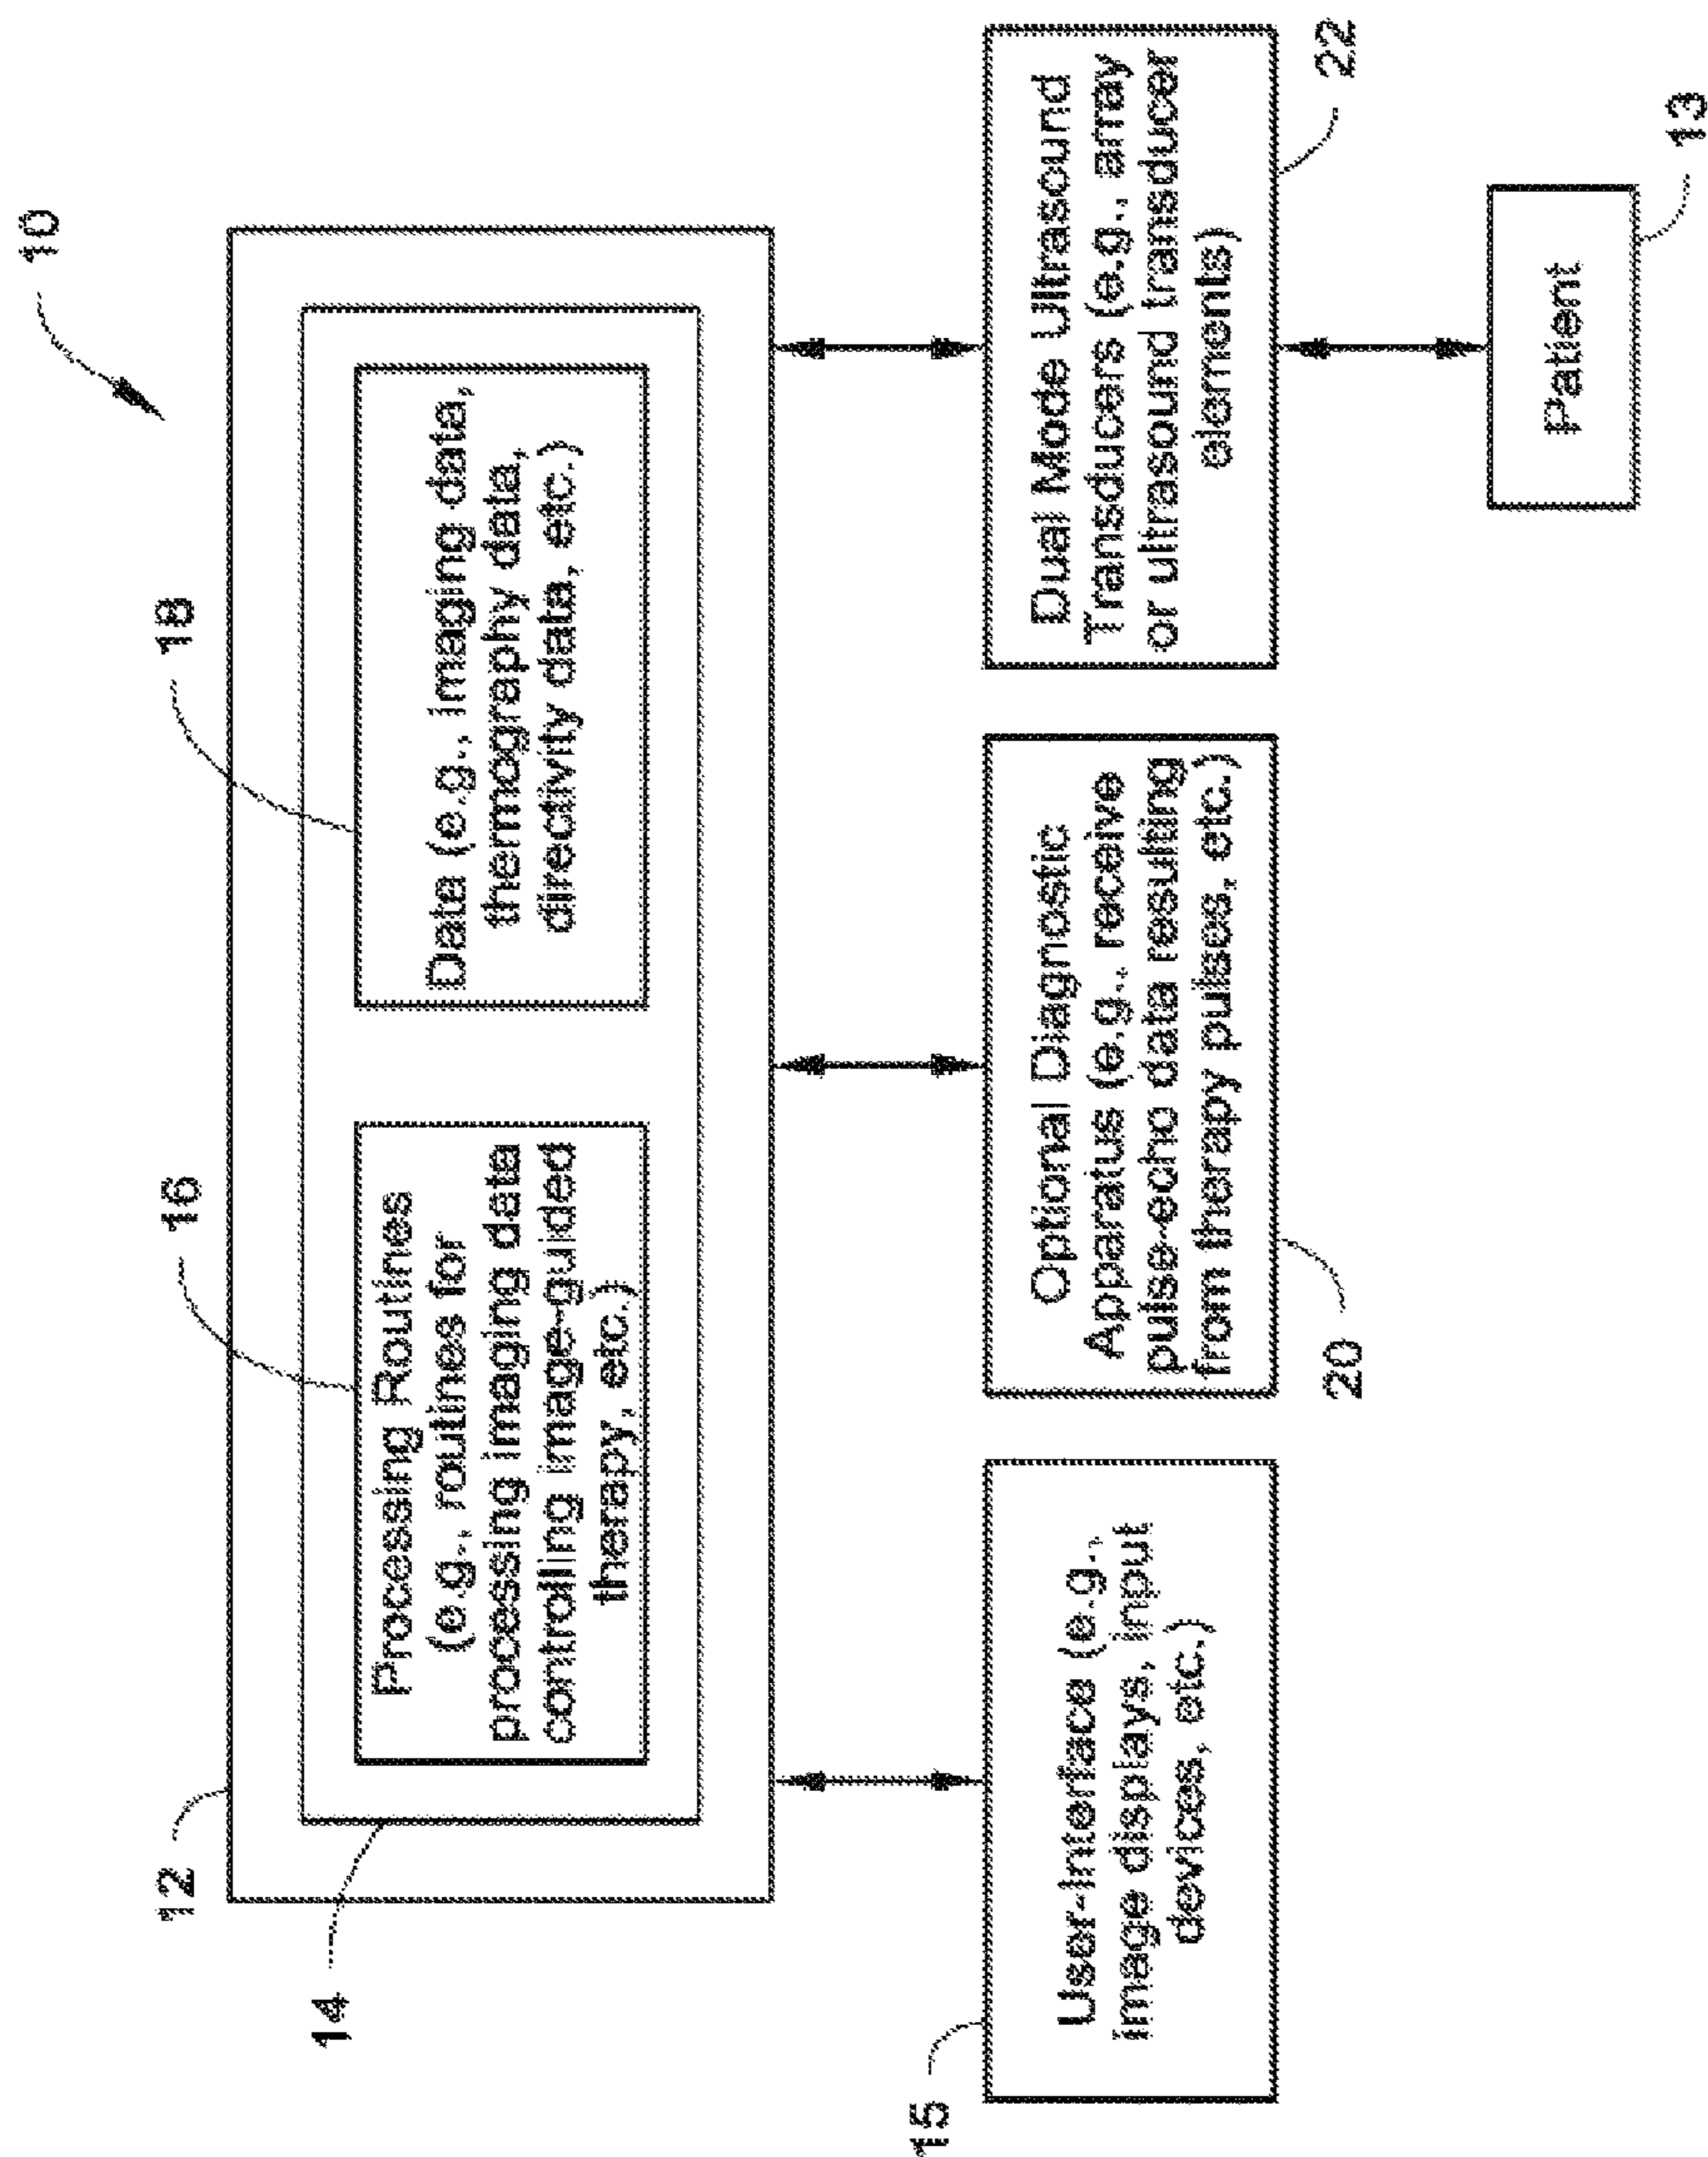 10
12
14
16
Processing Routines
(e.g., routines for
processing imaging data
controlling image-guided
therapy, etc.)
18
Data (e.g., imaging data,
thermography data,
directivity data, etc.)
15
User-Interface (e.g.,
image displays, input
devices, etc.)
Optional Diagnostic
Apparatus (e.g., receive
pulse-echo data resulting
from therapy pulses, etc.)
20
Dual Mode Ultrasound
Transducers (e.g., array
or ultrasound transducer
elements)
22
Patient
13